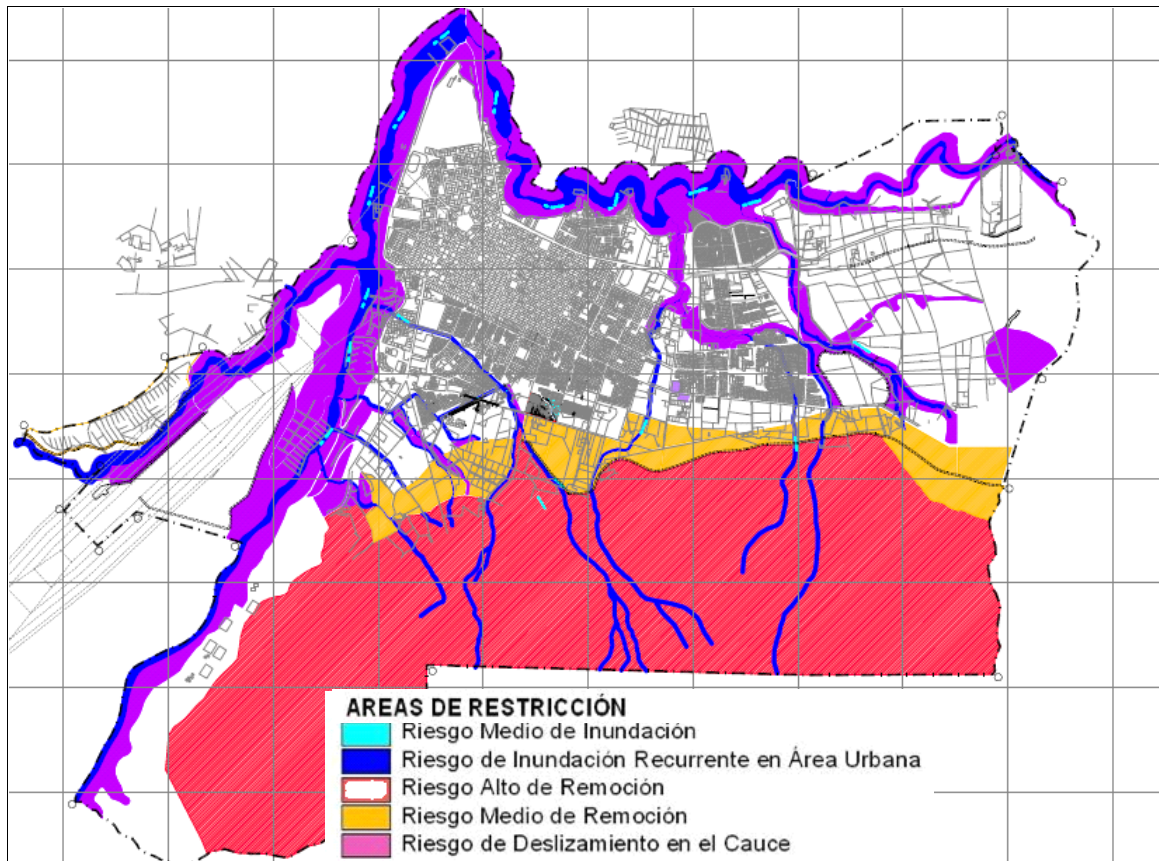 AREAS DE RESTRICCIÓN
Riesgo Medio de Inundación
Riesgo de Inundación Recurrente en Área Urbana
Riesgo Alto de Remoción
Riesgo Medio de Remoción
Riesgo de Deslizamiento en el Cauce